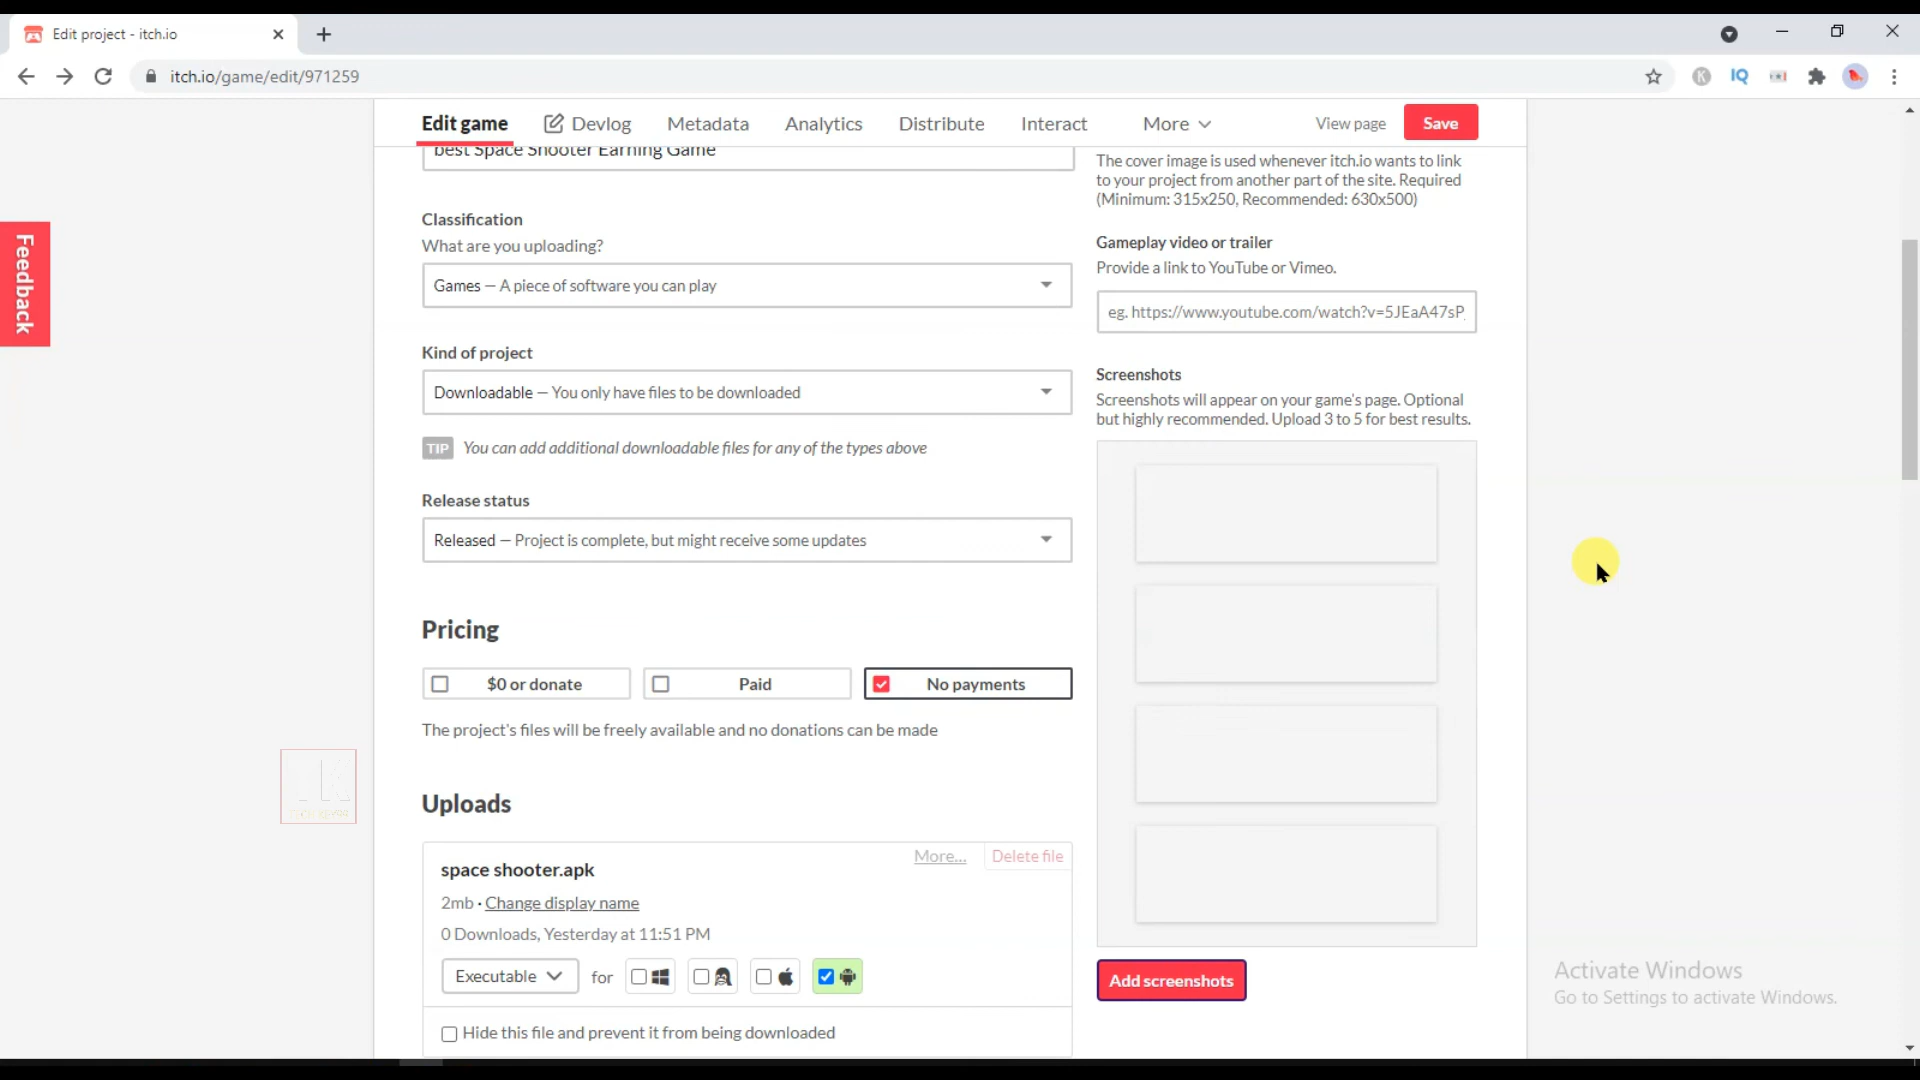 Edit project - itch.io
itch.io/game/edit/971259
IQ
K
Edit game
Devlog
Metadata
Analytics
Distribute
Interact
More
View page
Save
best Space Shooter Earning Game
Classification
What are you uploading?
Games — A piece of software you can play
Kind of project
Downloadable — You only have files to be downloaded
TIP You can add additional downloadable files for any of the types above
Release status
Released — Project is complete, but might receive some updates
Pricing
$0 or donate
Paid
No payments
The project's files will be freely available and no donations can be made
Uploads
space shooter.apk
More...
Delete file
2mb · Change display name
0 Downloads, Yesterday at 11:51 PM
Executable
for
Hide this file and prevent it from being downloaded
The cover image is used whenever itch.io wants to link
to your project from another part of the site. Required
(Minimum: 315x250, Recommended: 630x500)
Gameplay video or trailer
Provide a link to YouTube or Vimeo.
eg. https://www.youtube.com/watch?v=5JEaA47sP
Screenshots
Screenshots will appear on your game's page. Optional
but highly recommended. Upload 3 to 5 for best results.
Add screenshots
Feedback
Activate Windows
Go to Settings to activate Windows.